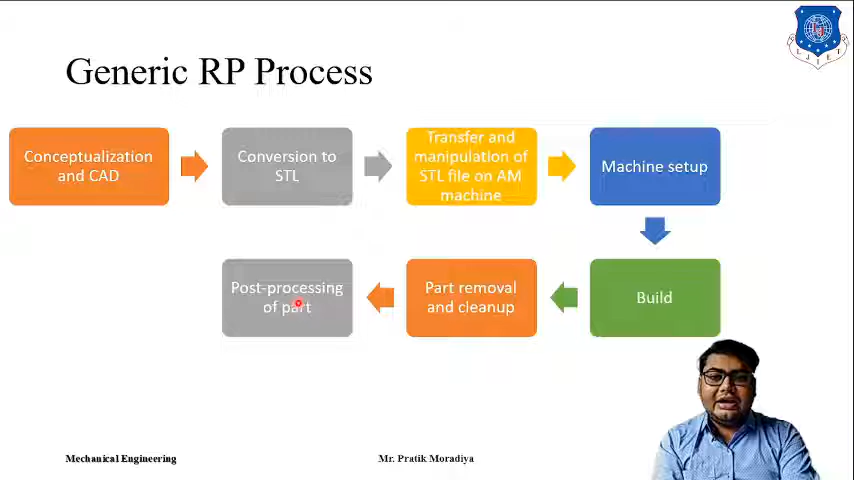 Generic RP Process
Conceptualization
and CAD
Conversion to
STL
Transfer and
manipulation of
STL file on AM
machine
Machine setup
Build
Part removal
and cleanup
Post-processing
of part
Mechanical Engineering
Mr. Pratik Moradiya